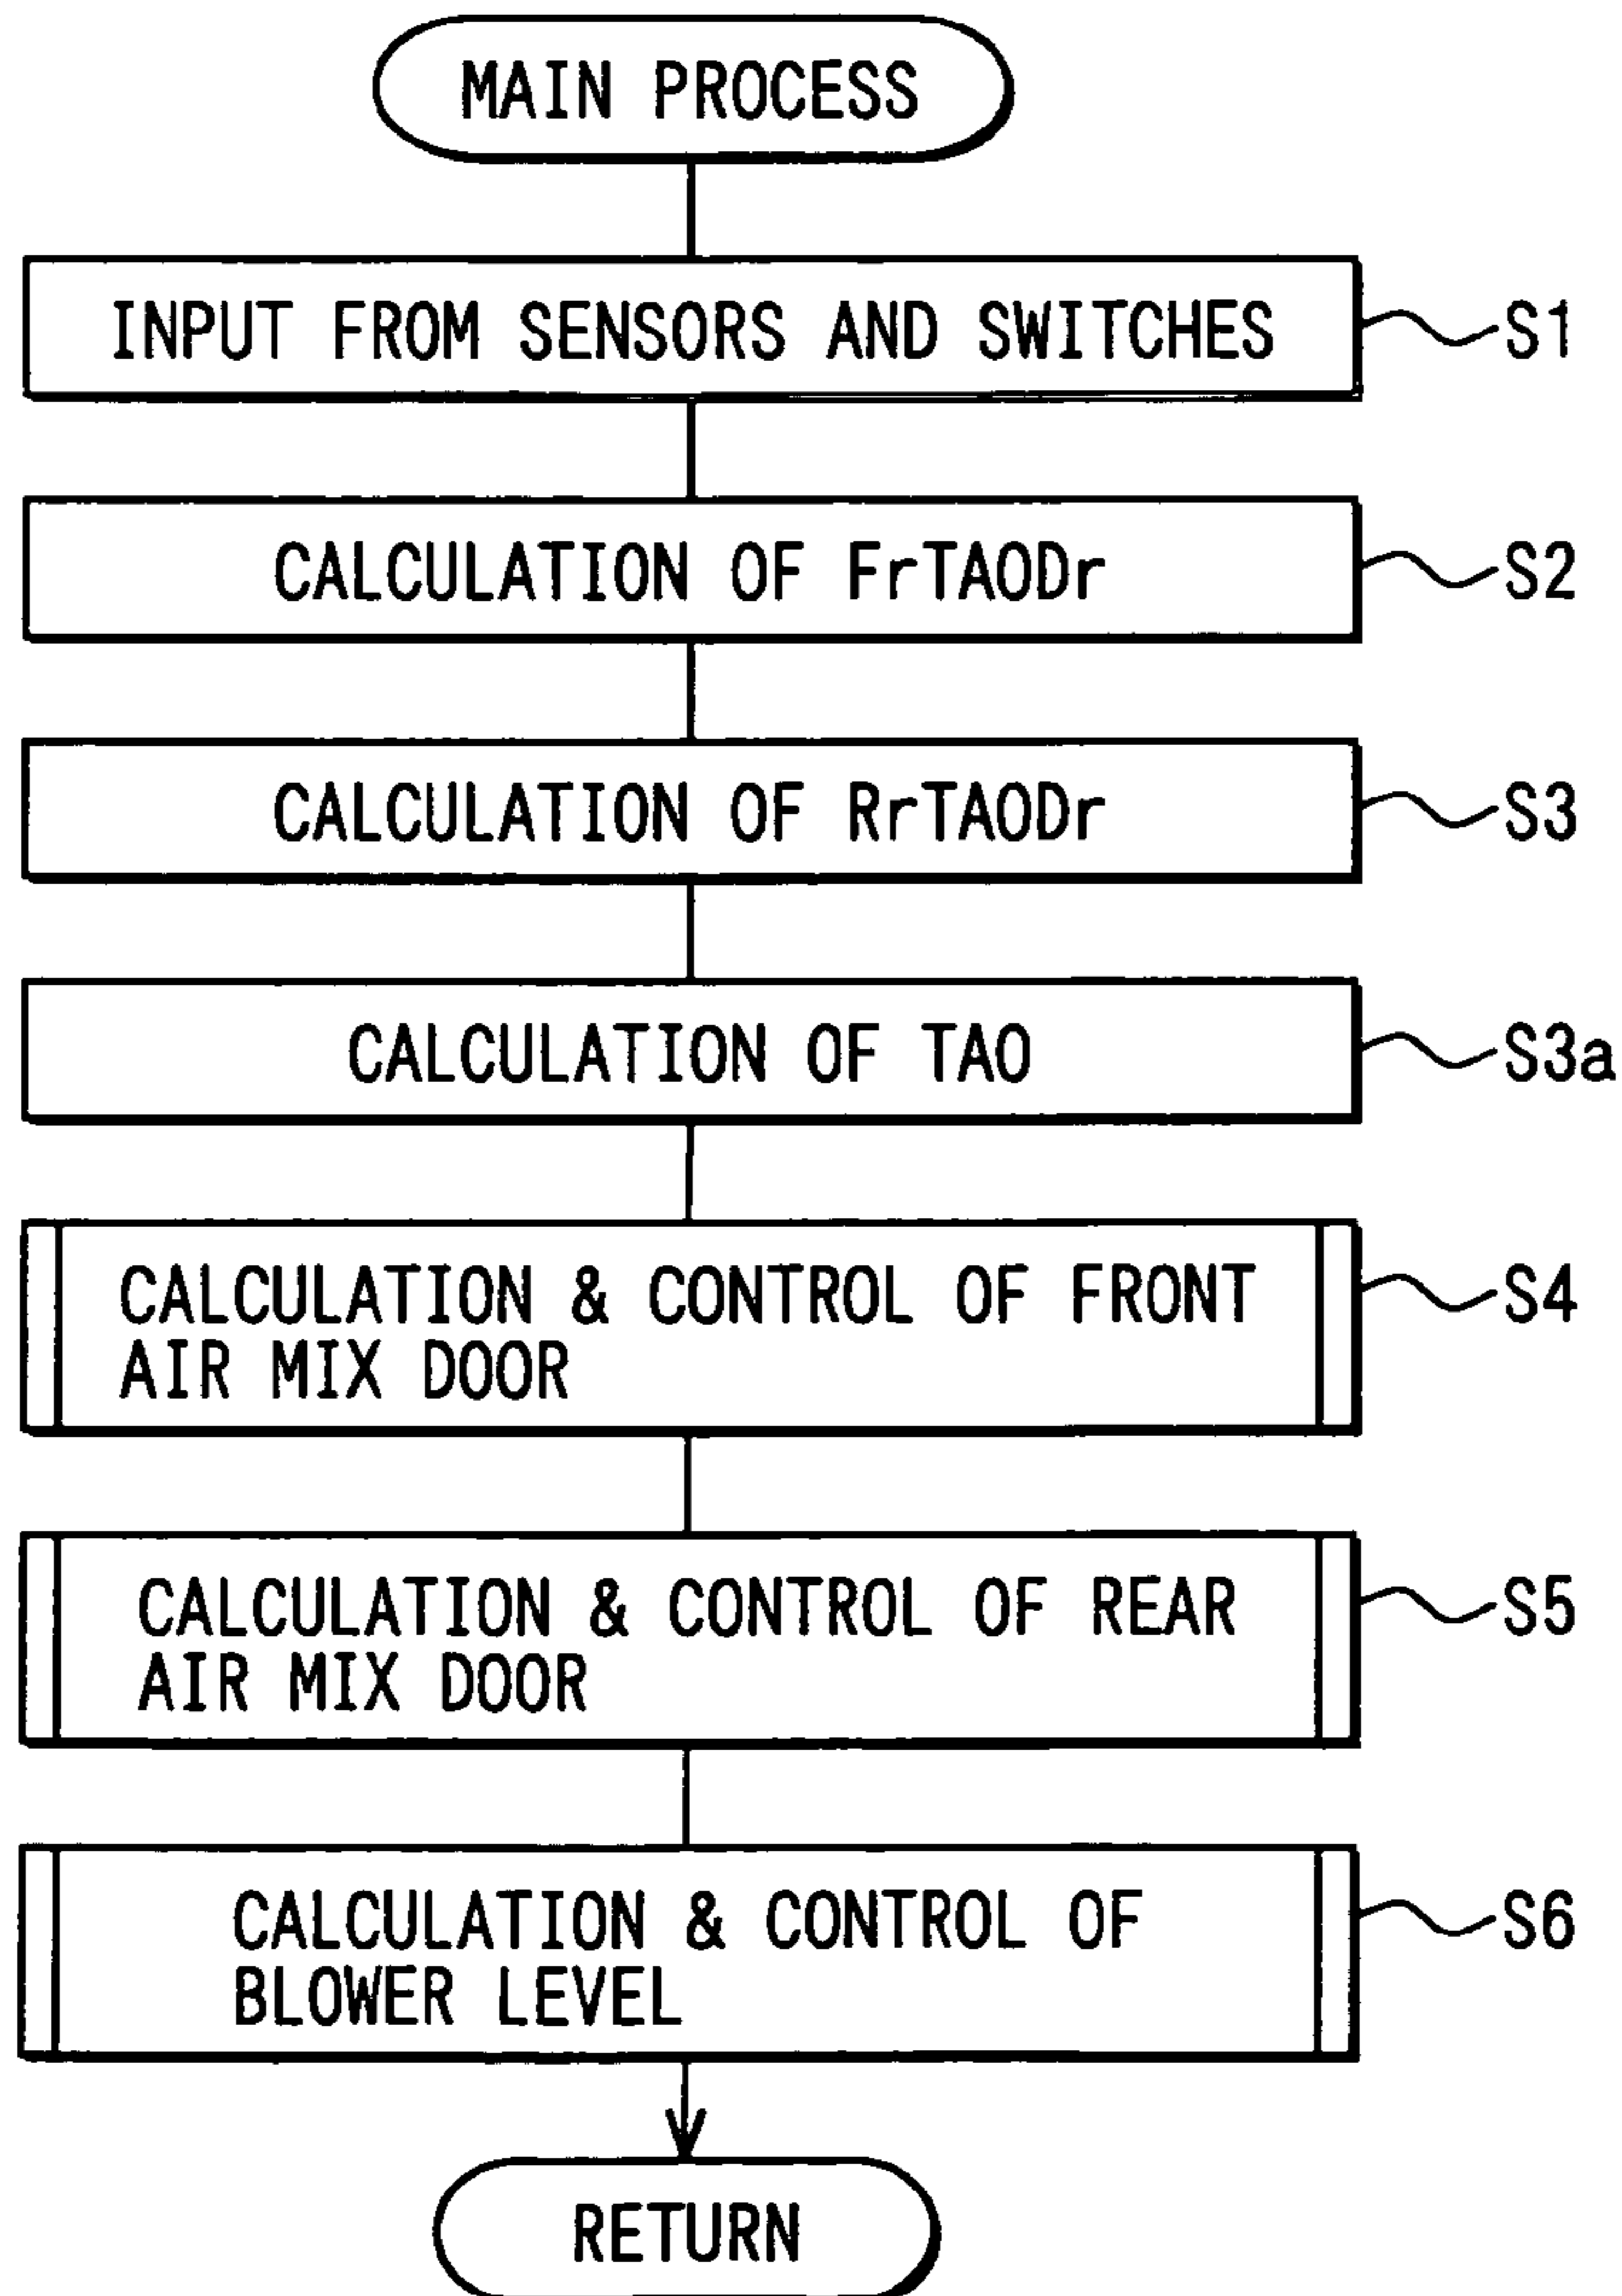 MAIN PROCESS
INPUT FROM SENSORS AND SWITCHES
S1
CALCULATION OF FrTAODr
S2
CALCULATION OF RrTAODr
S3
CALCULATION OF TAO
S3a
CALCULATION & CONTROL OF FRONT
AIR MIX DOOR
S4
CALCULATION & CONTROL OF REAR
AIR MIX DOOR
S5
CALCULATION & CONTROL OF
BLOWER LEVEL
S6
RETURN